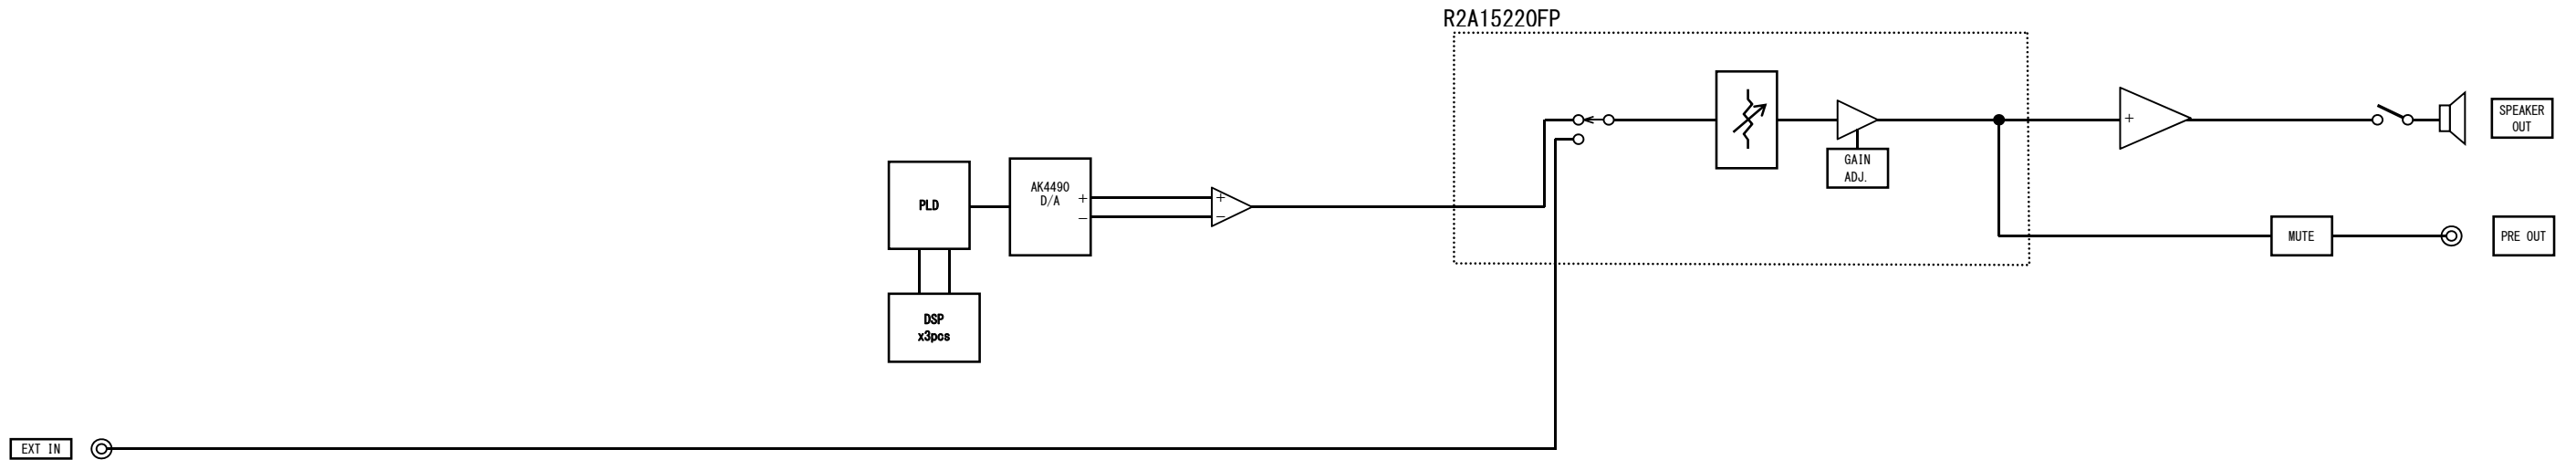 R2A15220FP
SPEAKER
OUT
GAIN
ADJ.
+
PLD
AK4490
D/A
+
−
+
−
MUTE
PRE OUT
DSP
x3pcs
EXT IN